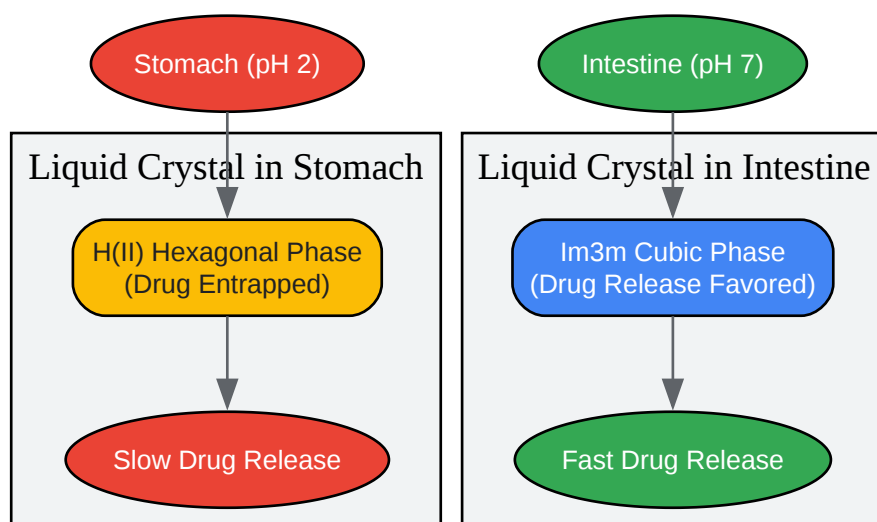 Stomach (pH 2)
Intestine (pH 7)
Liquid Crystal in Stomach
Liquid Crystal in Intestine
H(II) Hexagonal Phase
(Drug Entrapped)
Im3m Cubic Phase
(Drug Release Favored)
Slow Drug Release
Fast Drug Release